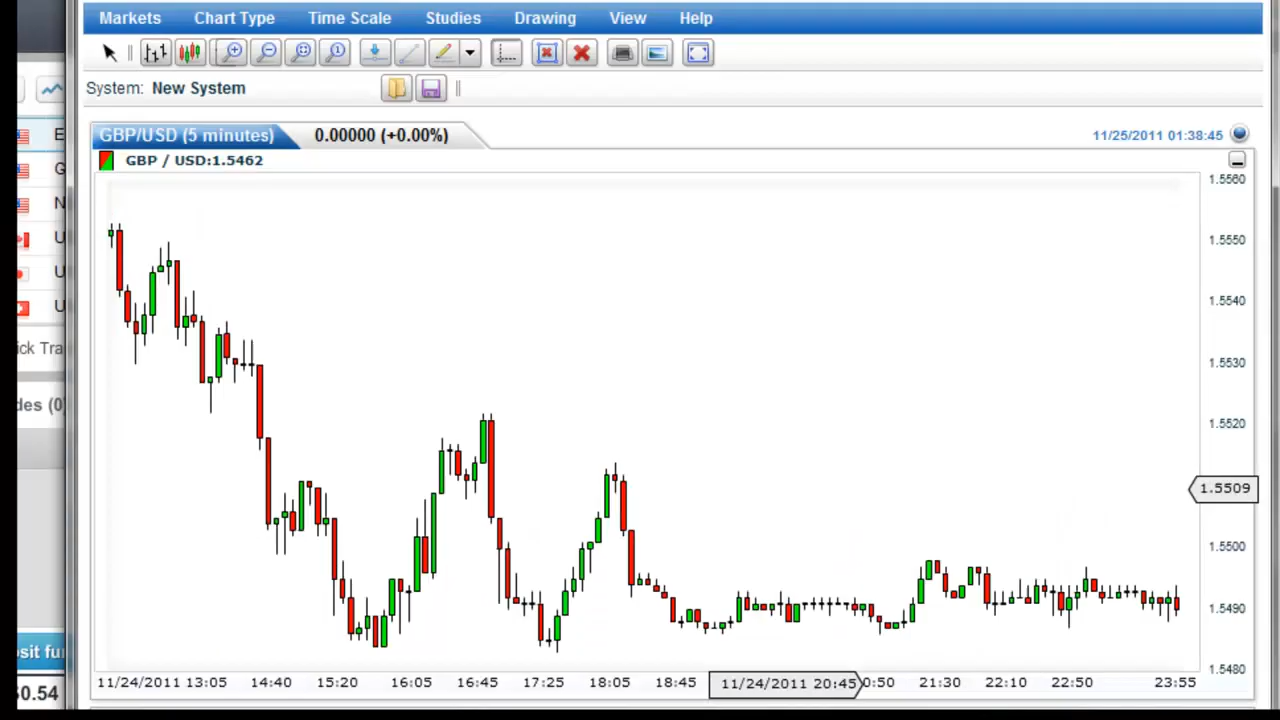 Markets Chart Type Time Scale Studies Drawing View Help
System: New System
GBP/USD (5 minutes) 0.00000 (+0.00%) 11/25/2011 01:38:45
GBP / USD:1.5462
1.5560
1.5550
1.5540
1.5530
1.5520
1.5509
1.5500
1.5490
1.5480
11/24/2011 13:05 14:40 15:20 16:05 16:45 17:25 18:05 18:45 11/24/2011 20:45 0:50 21:30 22:10 22:50 23:55
E
G
N
U
U
U
ick Tra
des (0)
sit fu
0.54